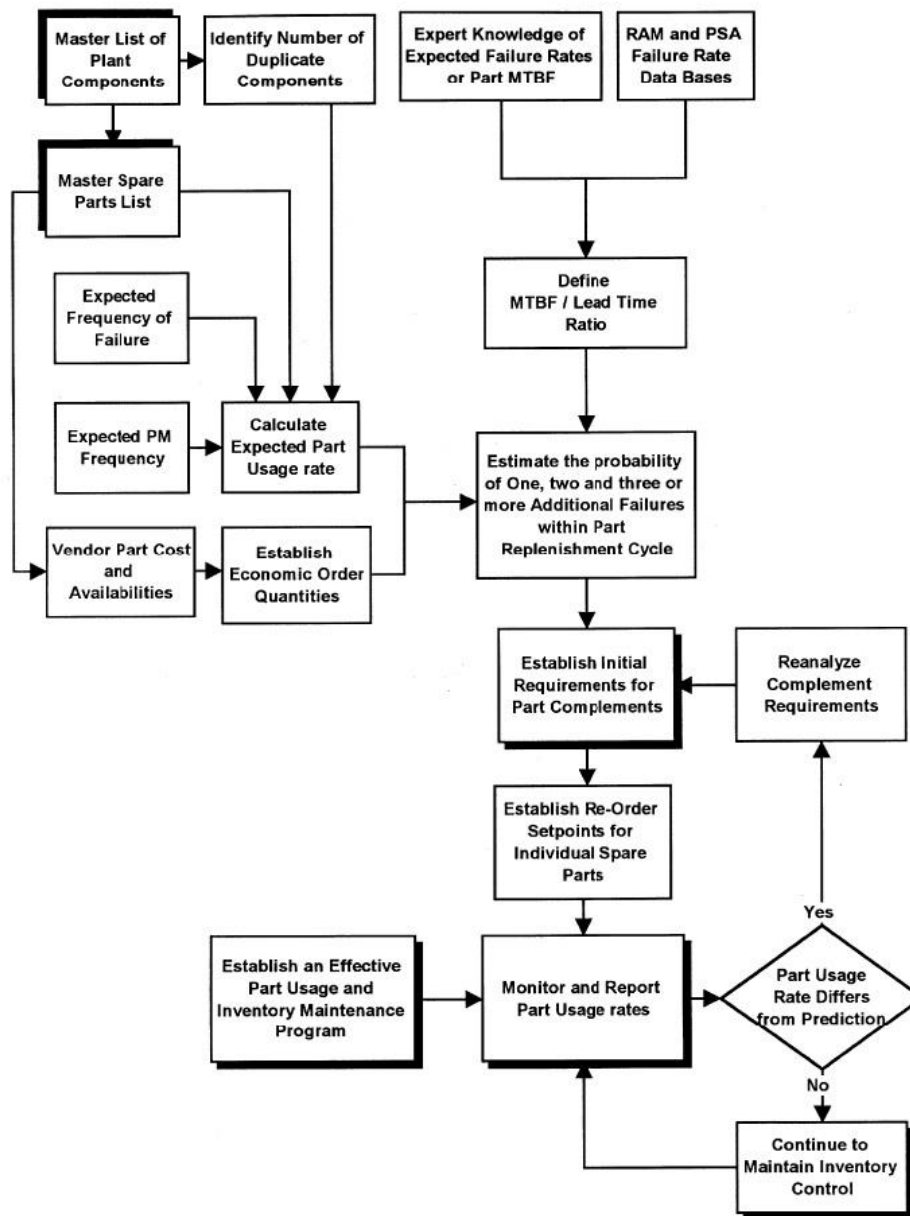 Master List of
Plant
Components
Identify Number of
Duplicate
Components
Expert Knowledge of
Expected Failure Rates
or Part MTBF
RAM and PSA
Failure Rate
Data Bases
Master Spare
Parts List
Expected
Frequency of
Failure
Define
MTBF / Lead Time
Ratio
Expected PM
Frequency
Calculate
Expected Part
Usage rate
Estimate the probability
of One, two and three or
more Additional Failures
within Part
Replenishment Cycle
Vendor Part Cost
and
Availabilities
Establish
Economic Order
Quantities
Establish Initial
Requirements for
Part Complements
Reanalyze
Complement
Requirements
Establish Re-Order
Setpoints for
Individual Spare
Parts
Yes
Establish an Effective
Part Usage and
Inventory Maintenance
Program
Monitor and Report
Part Usage rates
Part Usage
Rate Differs
from Prediction
No
Continue to
Maintain Inventory
Control